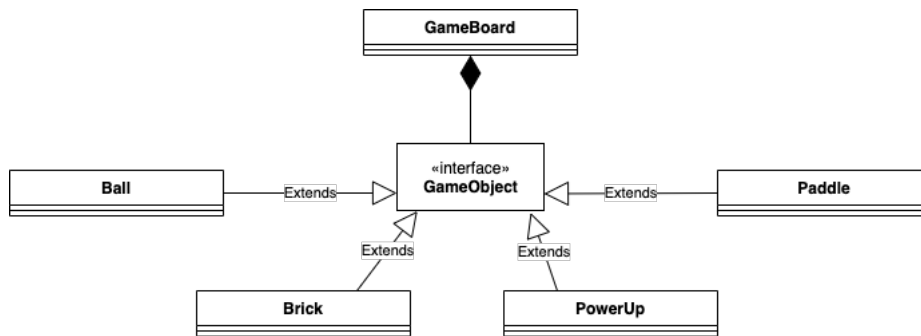 GameBoard
«interface»
GameObject
Ball
Extends
Extends
Paddle
Extends
Extends
Brick
PowerUp